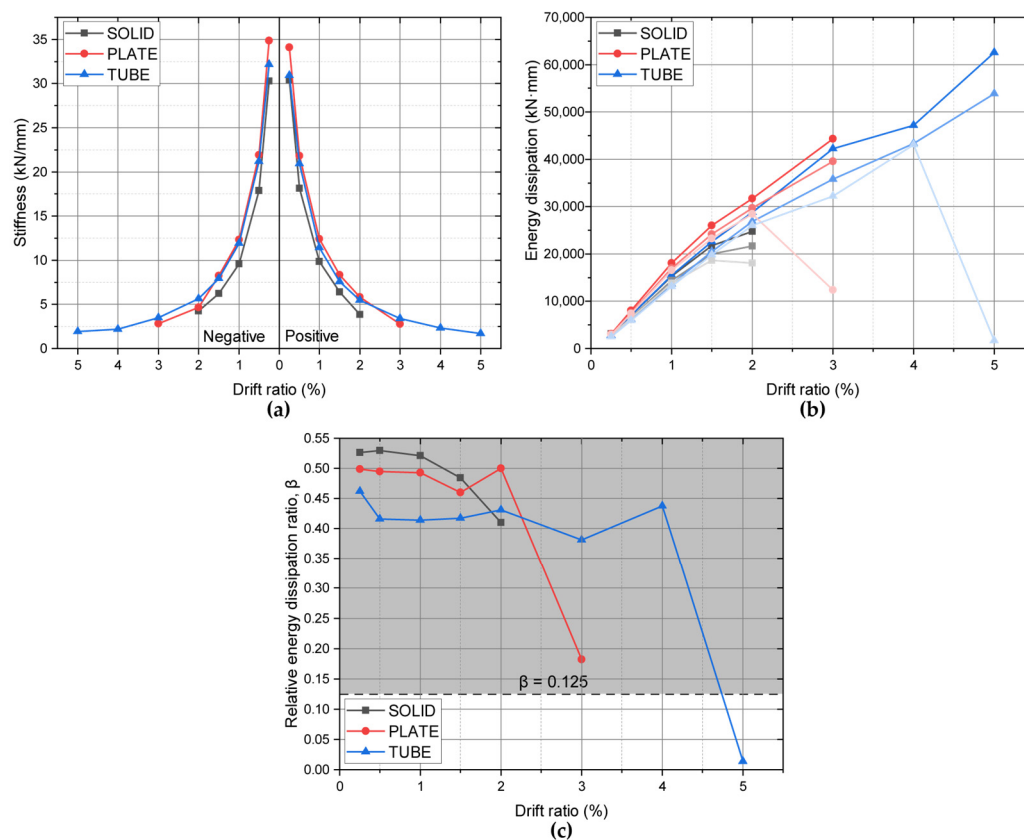 SOLID
PLATE
TUBE
Stiffness (kN/mm)
35
30
25
20
15
10
5
0
Negative
Positive
5 4 3 2 1 0 1 2 3 4 5
Drift ratio (%)
(a)
SOLID
PLATE
TUBE
Energy dissipation (kN·mm)
70,000
60,000
50,000
40,000
30,000
20,000
10,000
0
0 1 2 3 4 5
Drift ratio (%)
(b)
Relative energy dissipation ratio, β
0.55
0.50
0.45
0.40
0.35
0.30
0.25
0.20
0.15
0.10
0.05
0.00
β = 0.125
SOLID
PLATE
TUBE
0 1 2 3 4 5
Drift ratio (%)
(c)